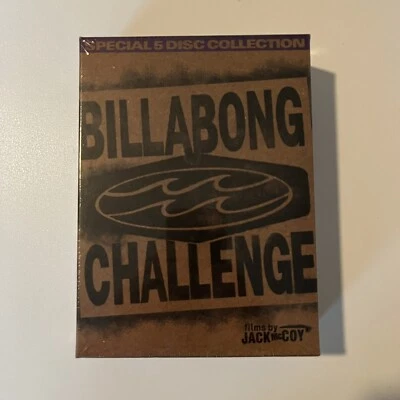 SPECIAL 5 DISC COLLECTION
BILLABONG
CHALLENGE
films by
JACK McCOY